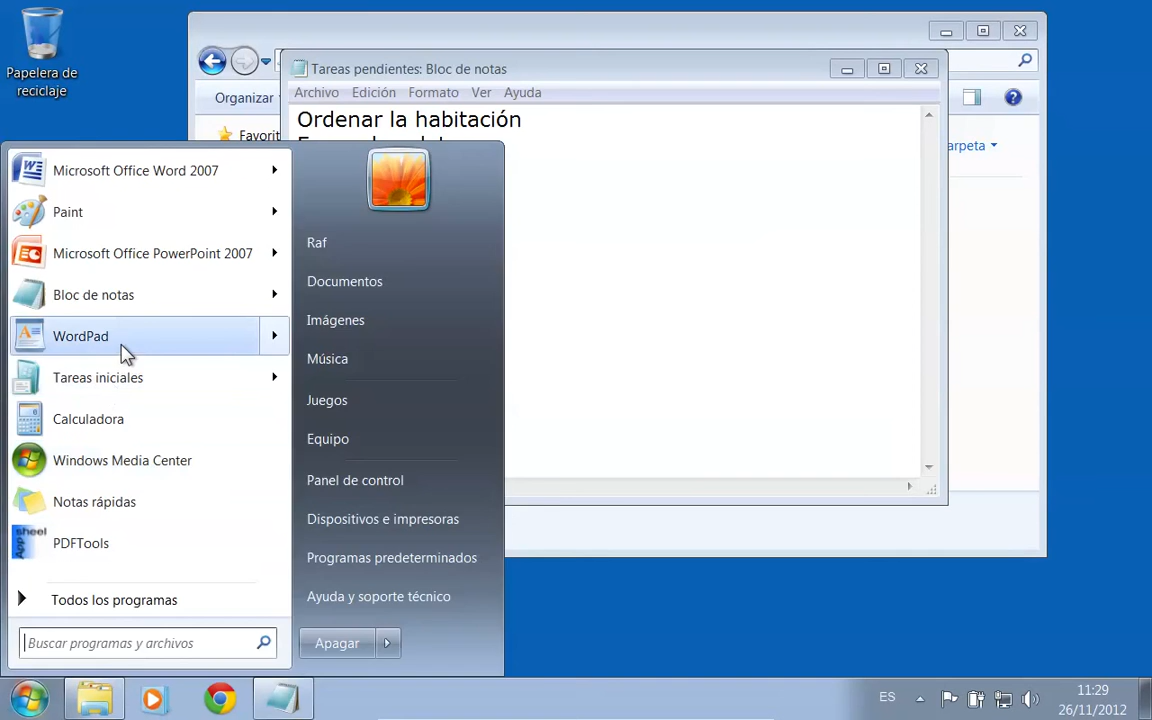 Papelera de
reciclaje
Organizar
Favorit
arpeta
Tareas pendientes: Bloc de notas
Archivo Edición Formato Ver Ayuda
Ordenar la habitación
Microsoft Office Word 2007
Paint
Microsoft Office PowerPoint 2007
Bloc de notas
WordPad
Tareas iniciales
Calculadora
Windows Media Center
Notas rápidas
PDFTools
Todos los programas
Buscar programas y archivos
Raf
Documentos
Imágenes
Música
Juegos
Equipo
Panel de control
Dispositivos e impresoras
Programas predeterminados
Ayuda y soporte técnico
Apagar
ES
11:29
26/11/2012